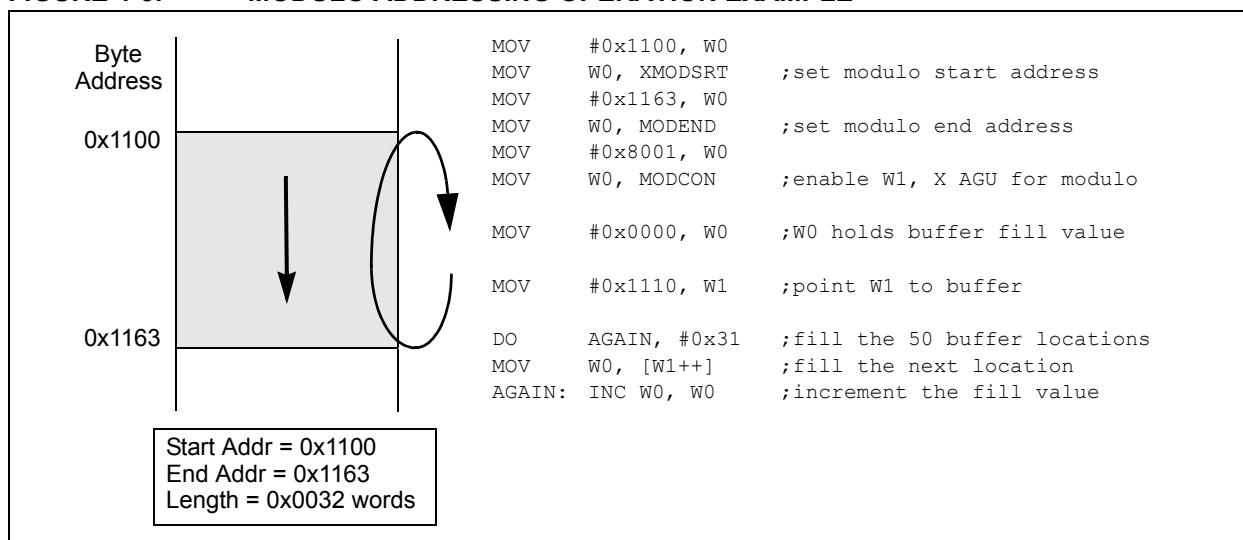 FIGURE MODULO ADDRESSING OPERATION EXAMPLE
Byte
Address
0x1100
0x1163
MOV #0x1100, W0
MOV W0, XMODSRT ;set modulo start address
MOV #0x1163, W0
MOV W0, MODEND ;set modulo end address
MOV #0x8001, W0
MOV W0, MODCON ;enable W1, X AGU for modulo
MOV #0x0000, W0 ;W0 holds buffer fill value
MOV #0x1110, W1 ;point W1 to buffer
DO AGAIN, #0x31 ;fill the 50 buffer locations
MOV W0, [W1++] ;fill the next location
AGAIN: INC W0, W0 ;increment the fill value
Start Addr = 0x1100
End Addr = 0x1163
Length = 0x0032 words